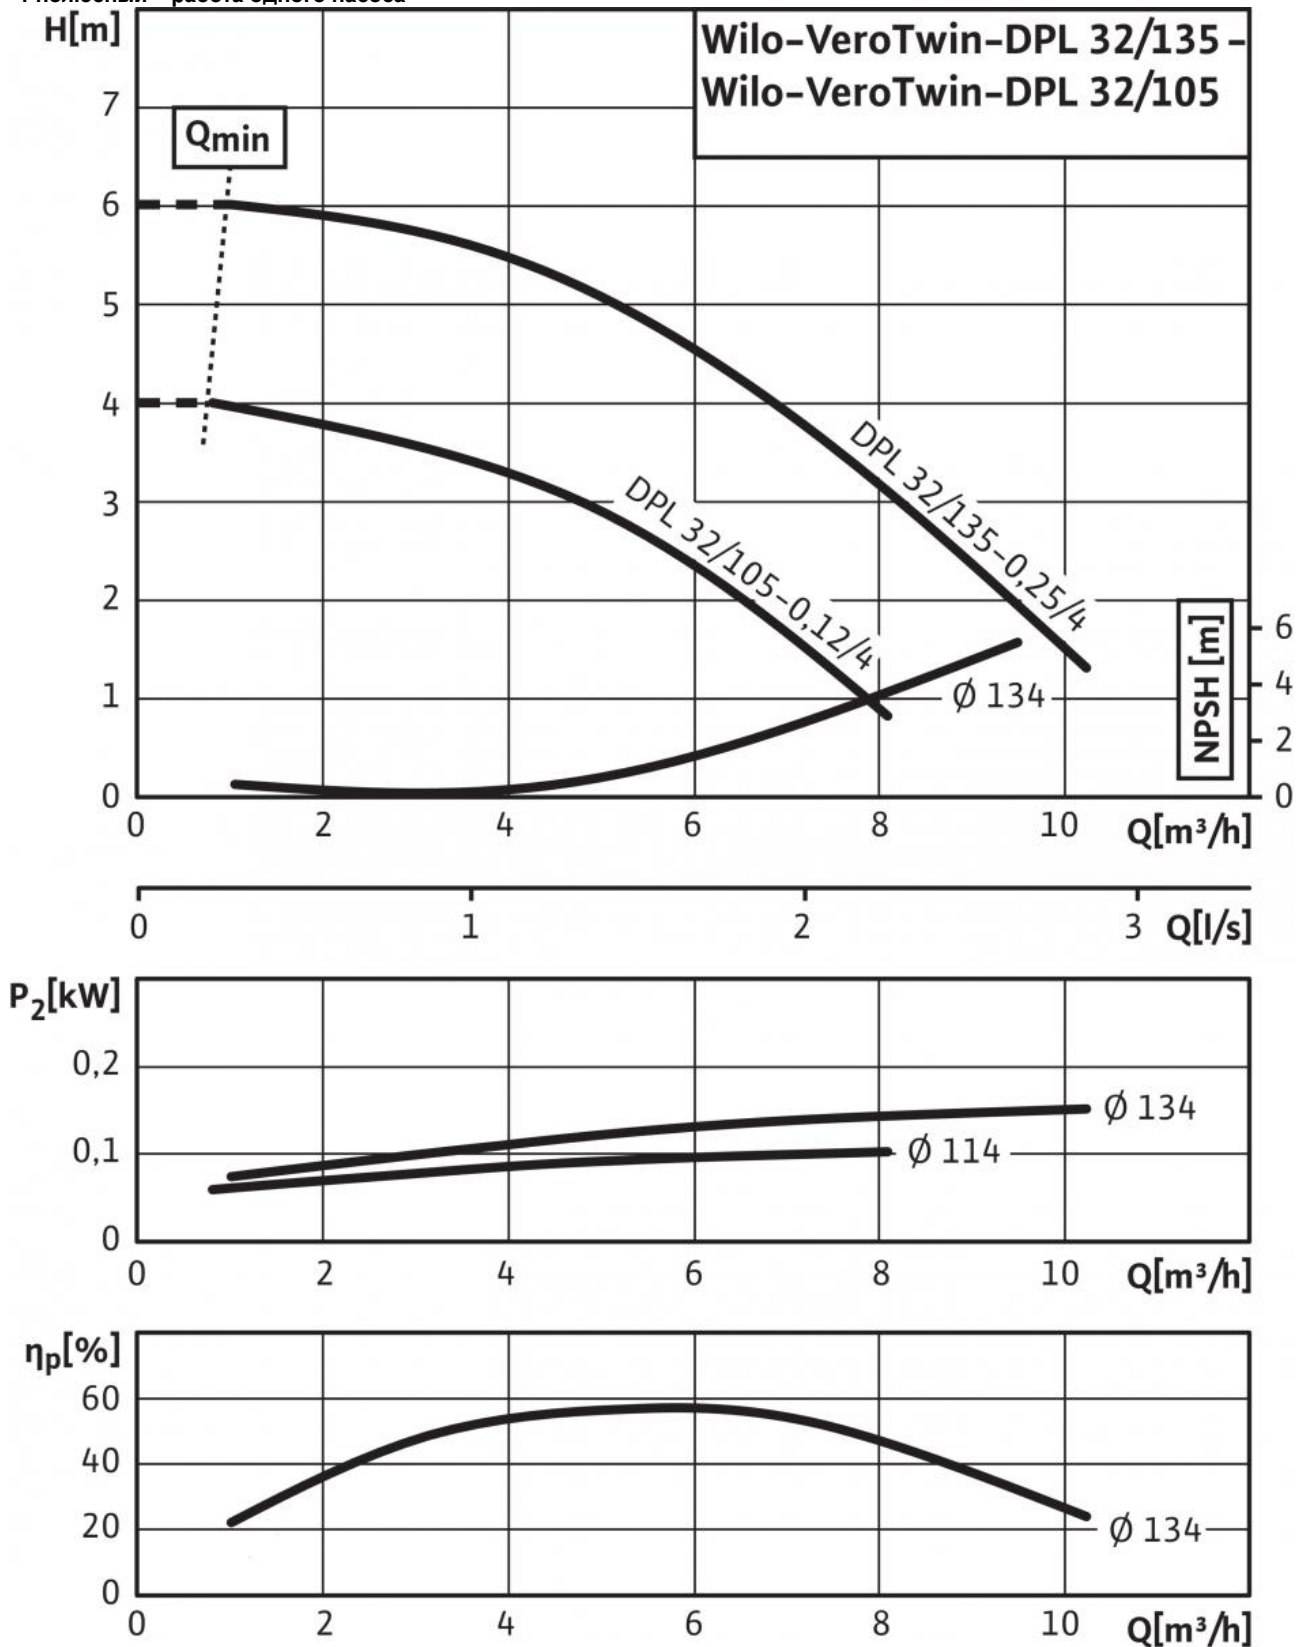 H[m]
Wilo-VeroTwin-DPL 32/135 -
Wilo-VeroTwin-DPL 32/105
7
Qmin
6
5
4
3
2
1
0
DPL 32/135-0,25/4
DPL 32/105-0,12/4
Ø 134
NPSH [m]
6
4
2
0
0 2 4 6 8 10 Q[m³/h]
0 1 2 3 Q[l/s]
P₂[kW]
0,2
0,1
0
Ø 134
Ø 114
0 2 4 6 8 10 Q[m³/h]
ηp[%]
60
40
20
0
Ø 134
0 2 4 6 8 10 Q[m³/h]